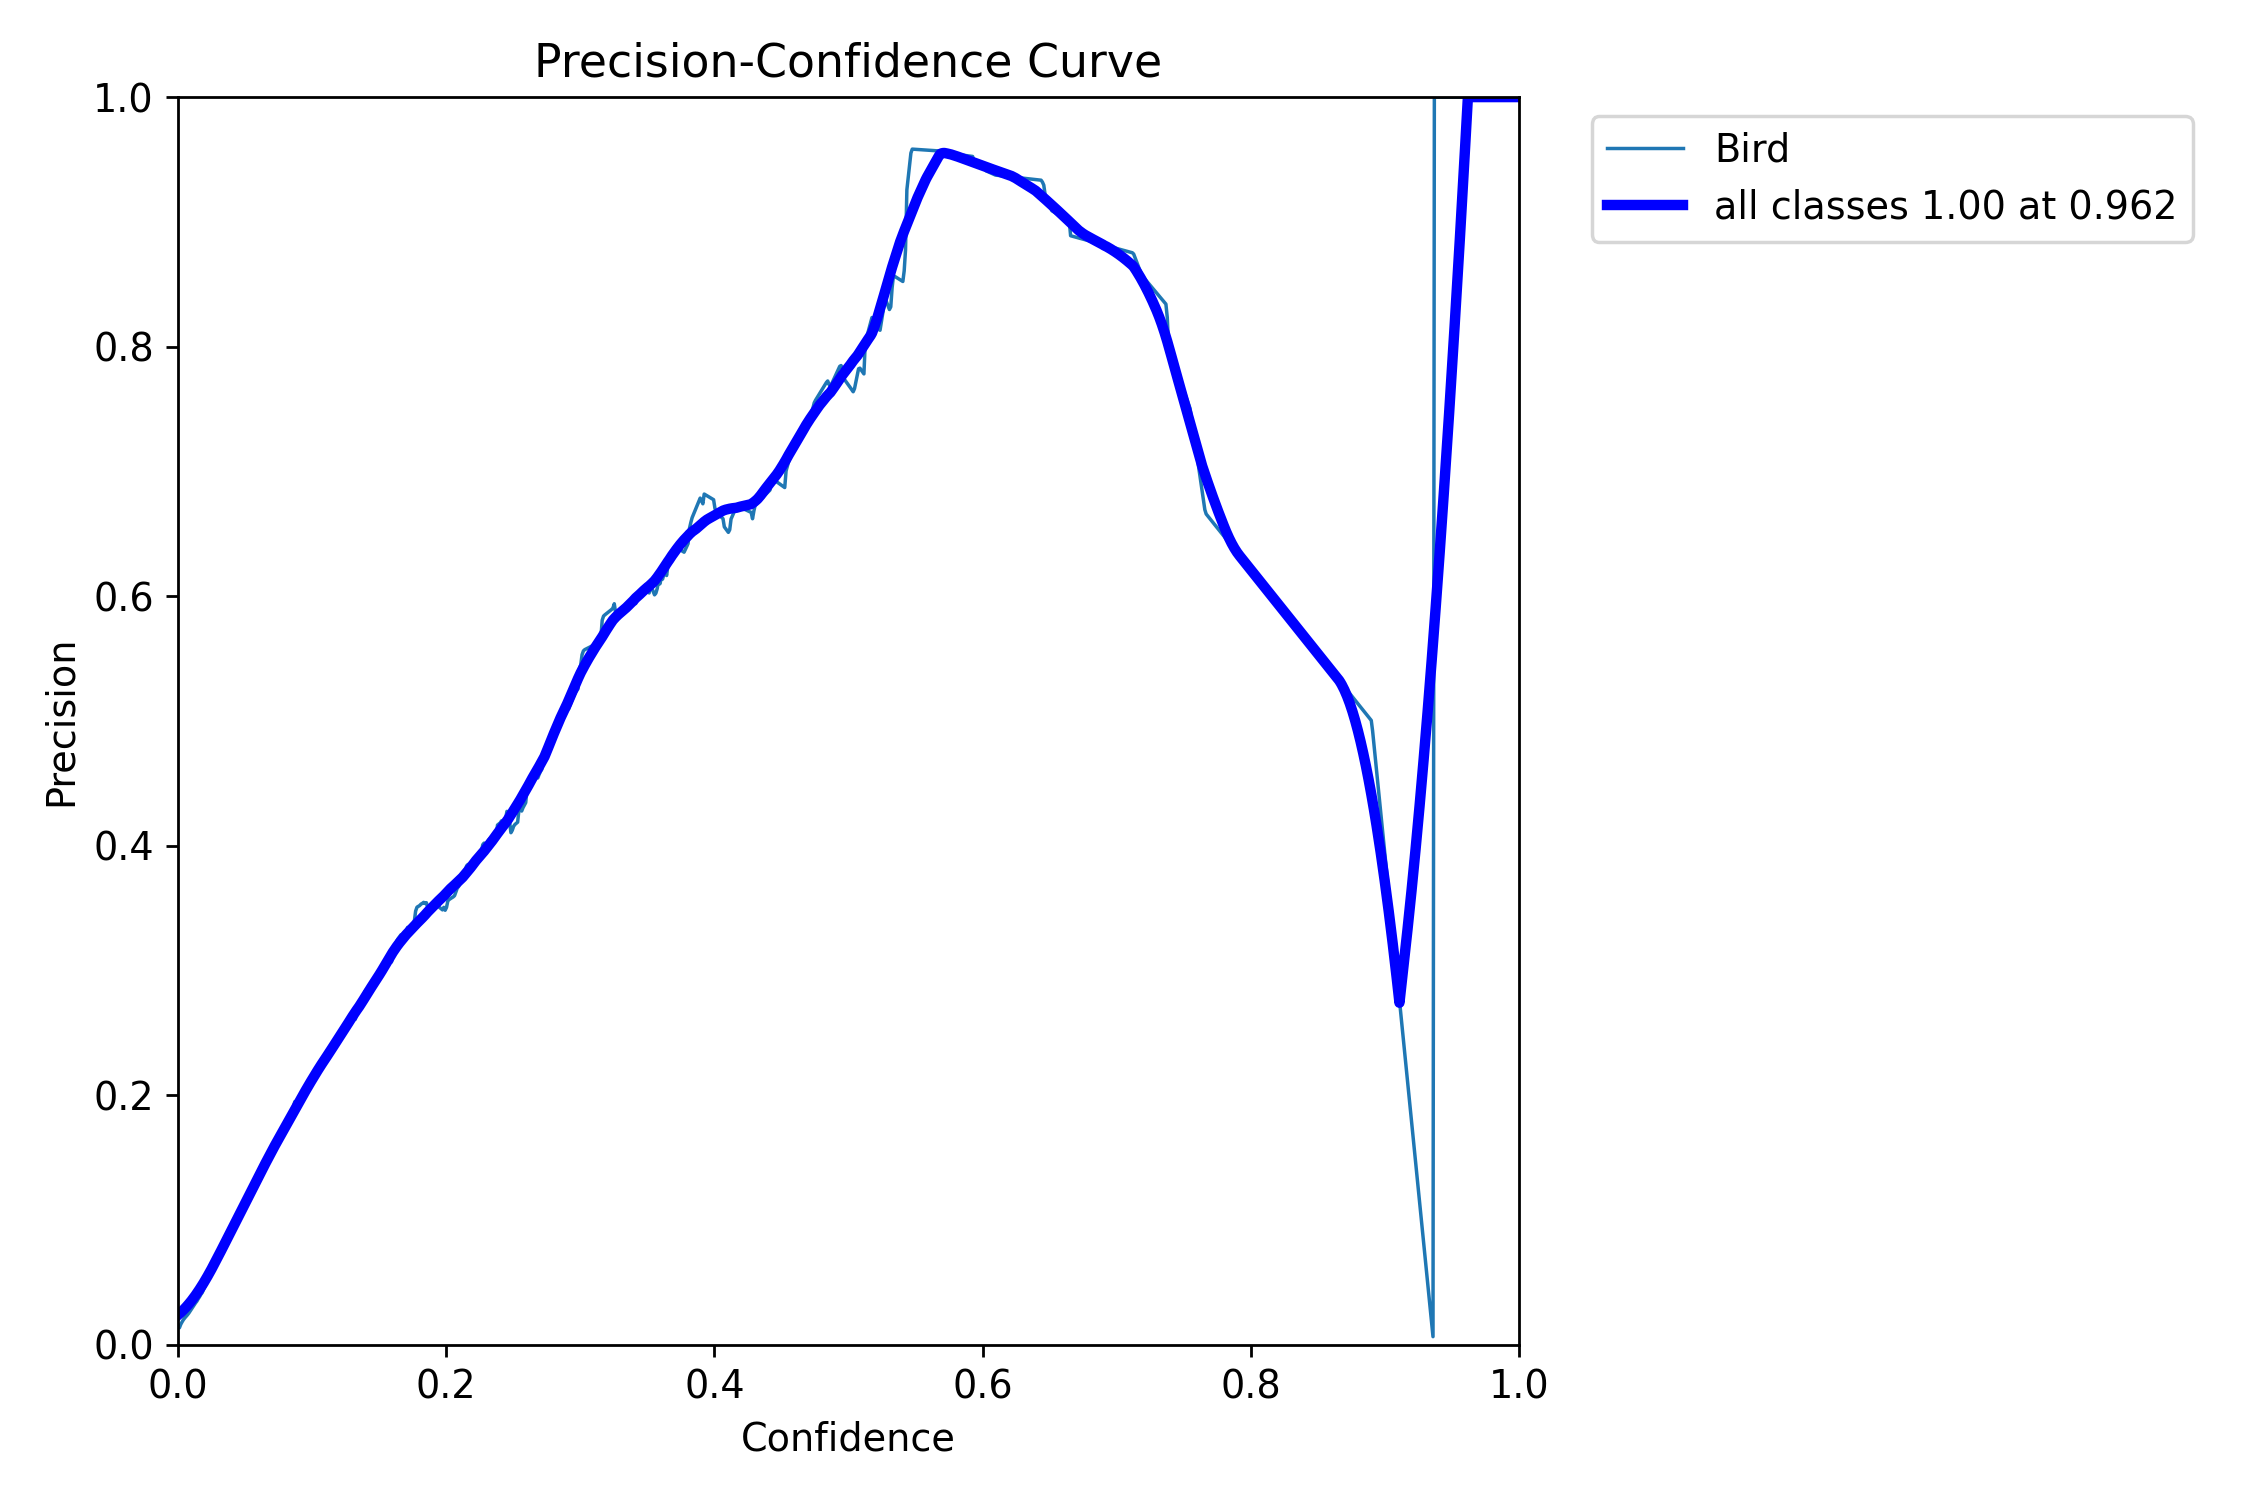 Precision-Confidence Curve
Bird
all classes 1.00 at 0.962
1.0
0.8
0.6
0.4
0.2
0.0
Precision
0.0 0.2 0.4 0.6 0.8 1.0
Confidence